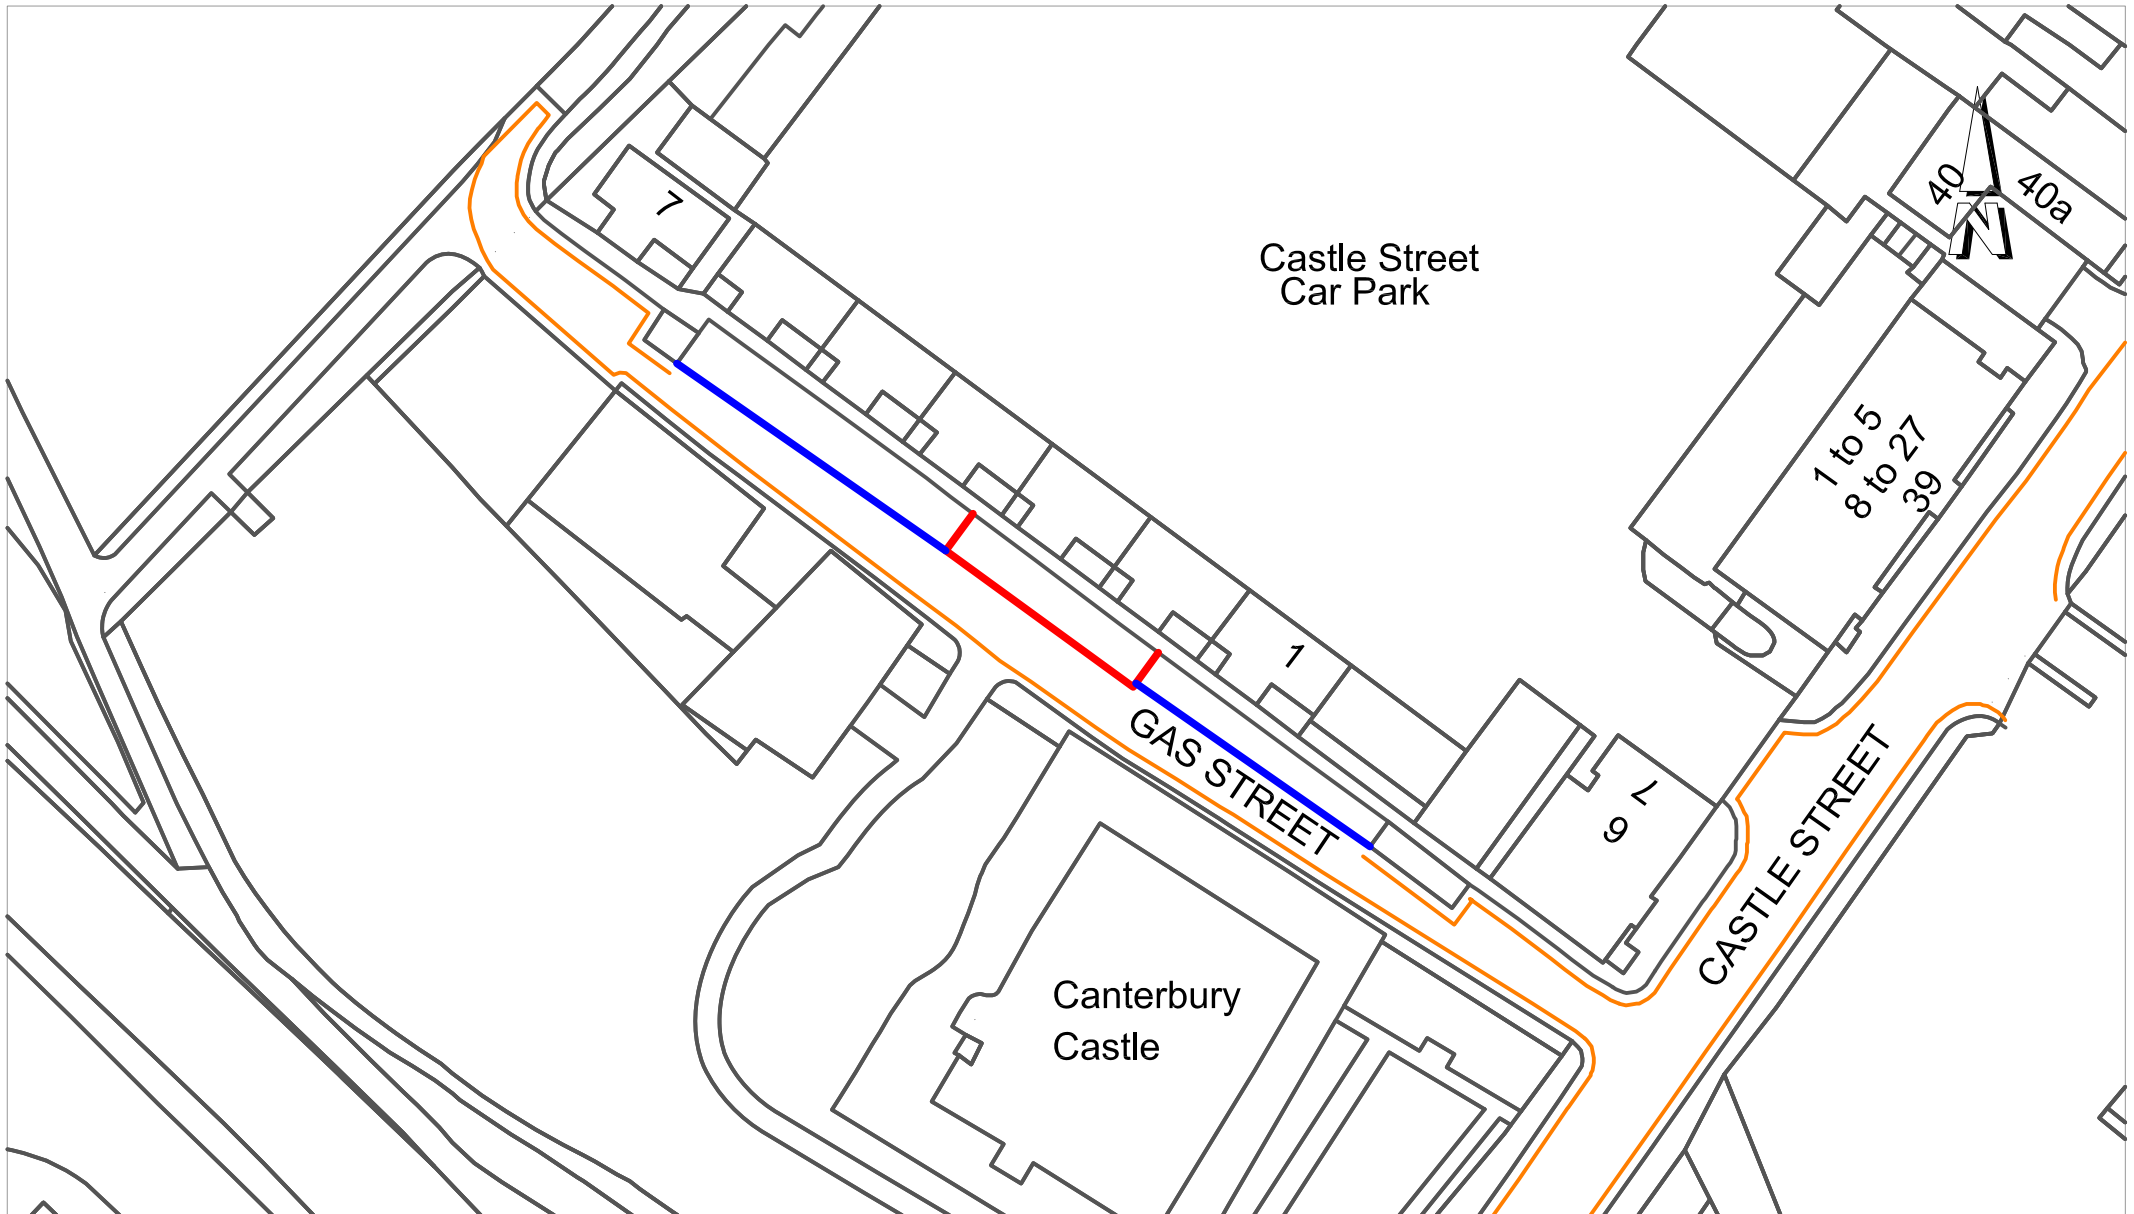 7
40
40a
N
Castle Street
Car Park
1 to 5
8 to 27
39
1
GAS STREET
7
6
CASTLE STREET
Canterbury
Castle